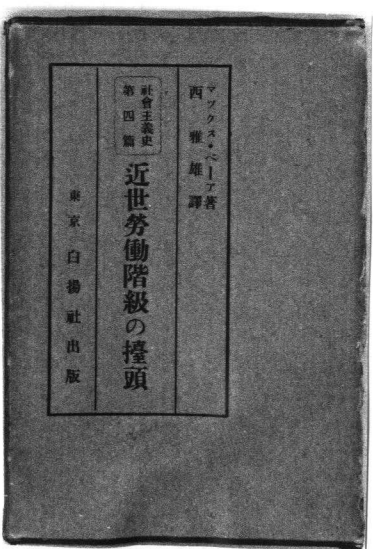 マツクス・ベーア著
西雅雄譯
社會主義史
第四篇
近世勞働階級の擡頭
東京 白揚社出版